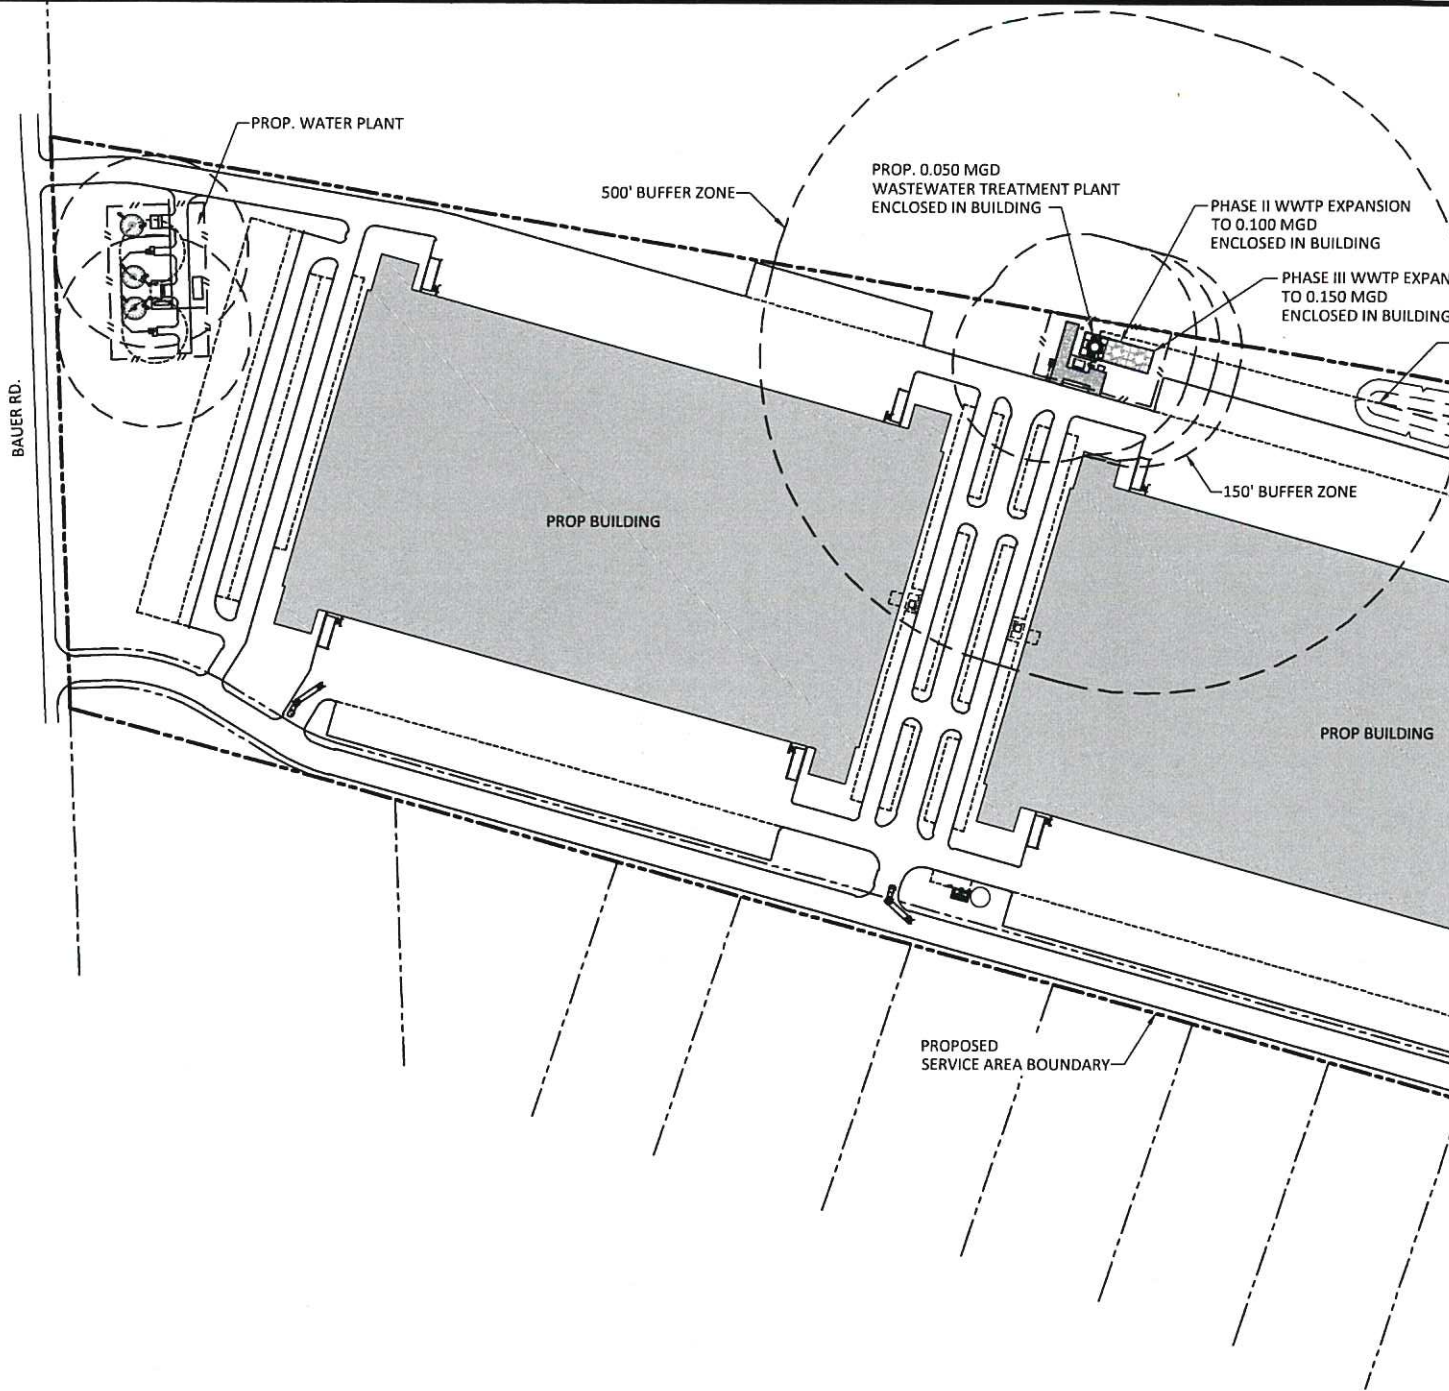 PROP. WATER PLANT
500' BUFFER ZONE
PROP. 0.050 MGD
WASTEWATER TREATMENT PLANT
ENCLOSED IN BUILDING
PHASE II WWTP EXPANSION
TO 0.100 MGD
ENCLOSED IN BUILDING
PHASE III WWTP EXPAN
TO 0.150 MGD
ENCLOSED IN BUILDING
BAUER RD.
150' BUFFER ZONE
PROP BUILDING
PROP BUILDING
PROPOSED
SERVICE AREA BOUNDARY